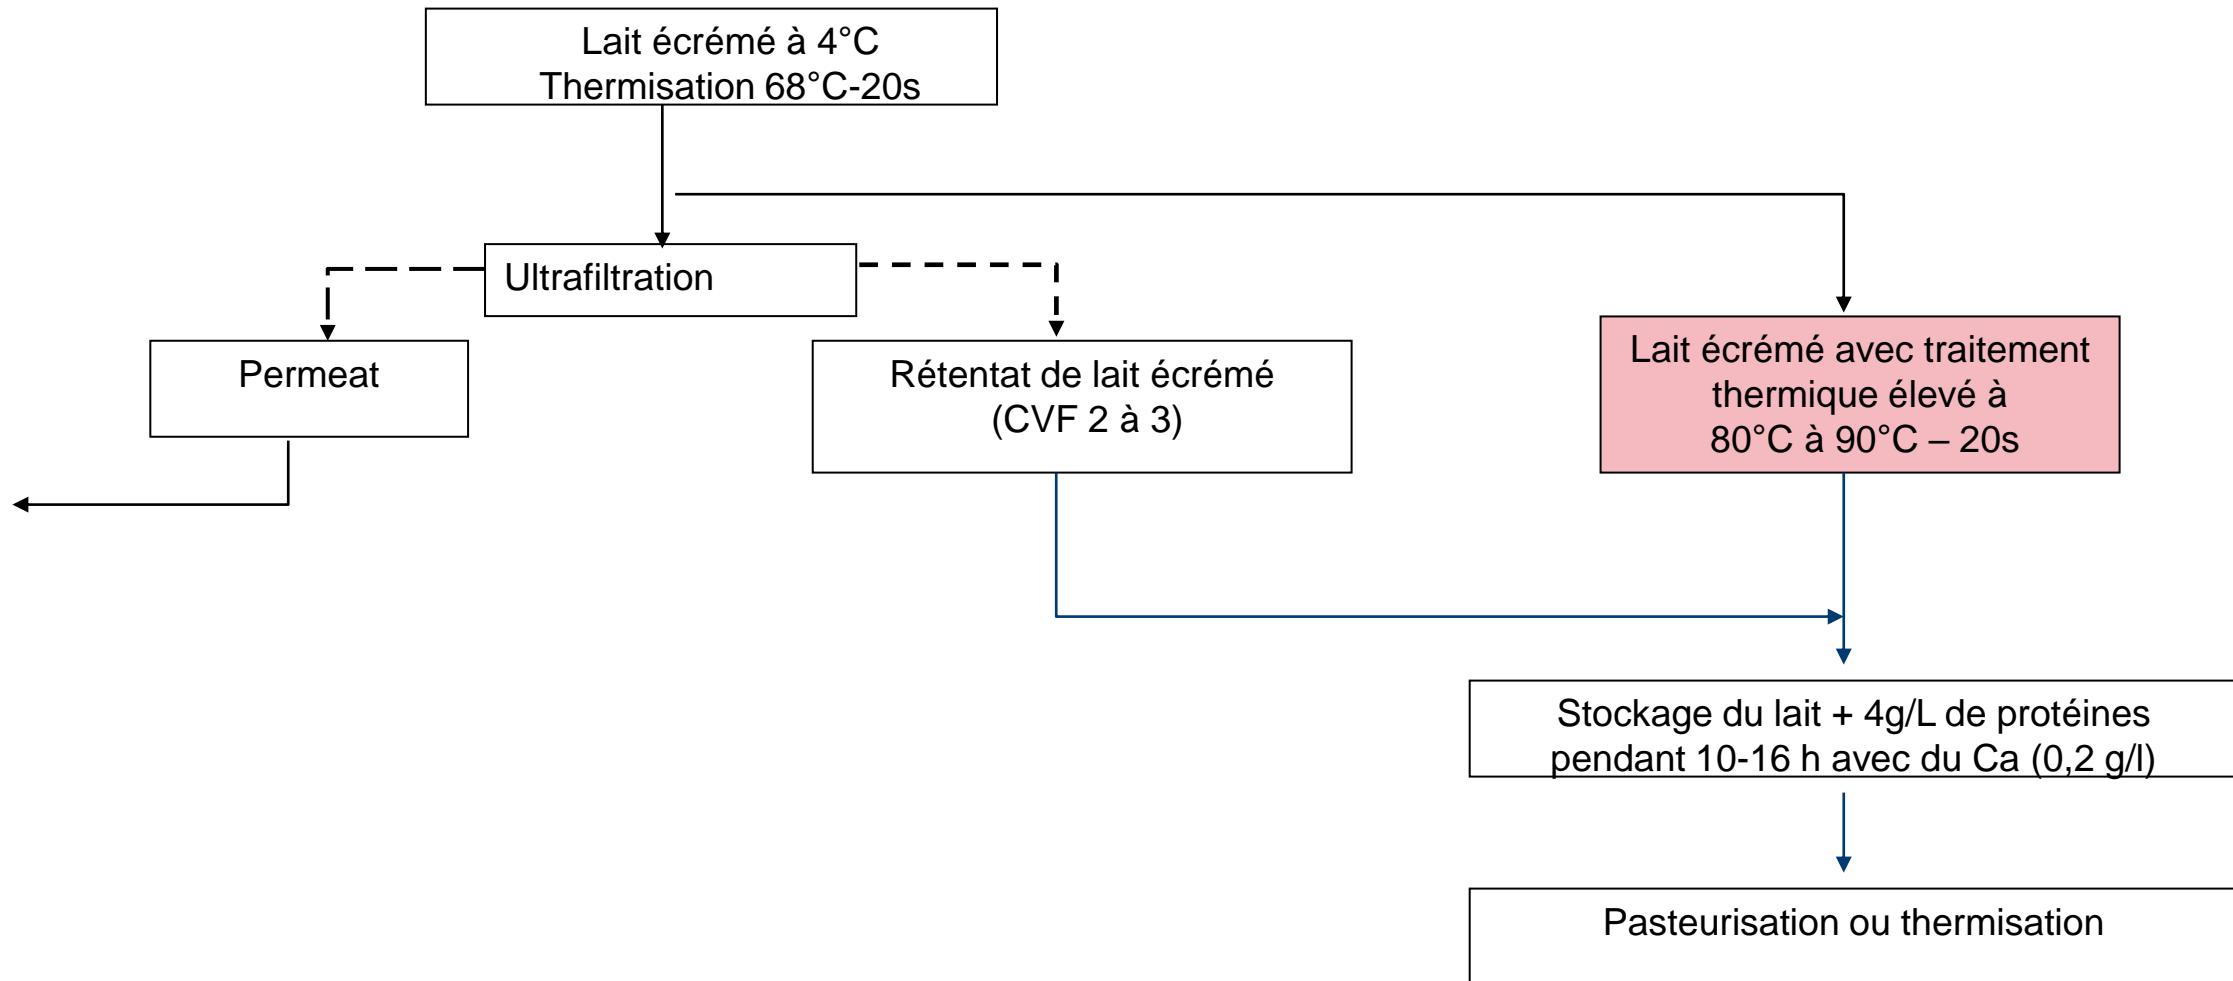 Lait écrémé à 4°C
Thermisation 68°C-20s
Ultrafiltration
Permeat
Rétentat de lait écrémé
(CVF 2 à 3)
Lait écrémé avec traitement
thermique élevé à
80°C à 90°C – 20s
Stockage du lait + 4g/L de protéines
pendant 10-16 h avec du Ca (0,2 g/l)
Pasteurisation ou thermisation